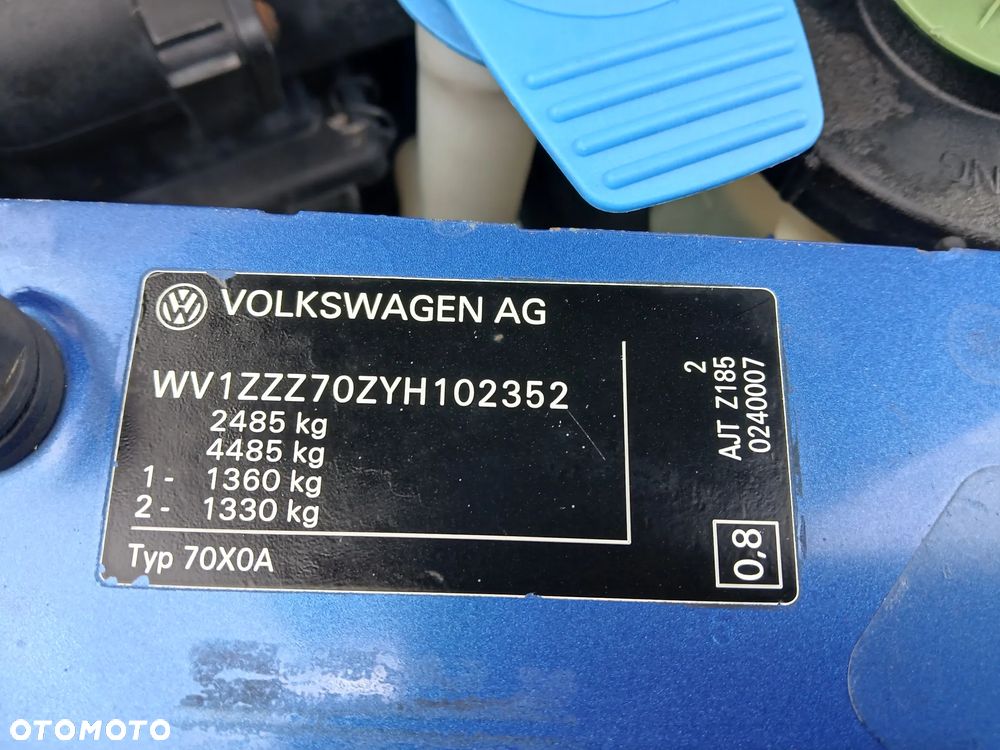 VOLKSWAGEN AG
WV1ZZZ70ZYH102352
2485 kg
4485 kg
1 - 1360 kg
2 - 1330 kg
Typ 70X0A
2
AJT Z185
0240007
0,8
OTOMOTO